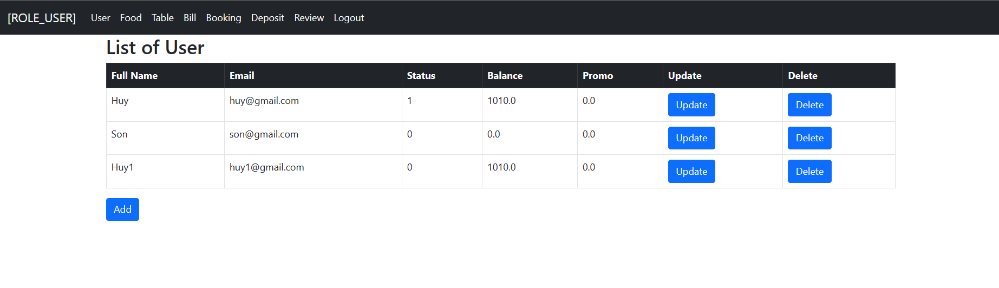 [ROLE_USER] User Food Table Bill Booking Deposit Review Logout
List of User
Full Name Email Status Balance Promo Update Delete
Huy huy@gmail.com 1 1010.0 0.0 Update Delete
Son son@gmail.com 0 0.0 0.0 Update Delete
Huy1 huy1@gmail.com 0 1010.0 0.0 Update Delete
Add